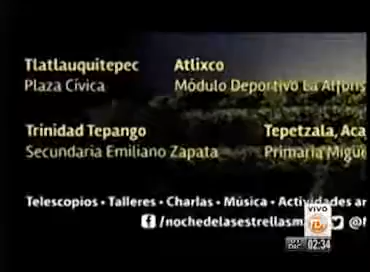 Tlatlauquitepec Atlixco
Plaza Cívica Módulo Deportivo La Alfons
Trinidad Tepango Tepetzala, Aca
Secundaria Emiliano Zapata Primaria Migue
Telescopios • Talleres • Charlas • Música • Actividades ar
f /nochedelasestrellasm
VIVO
02:34